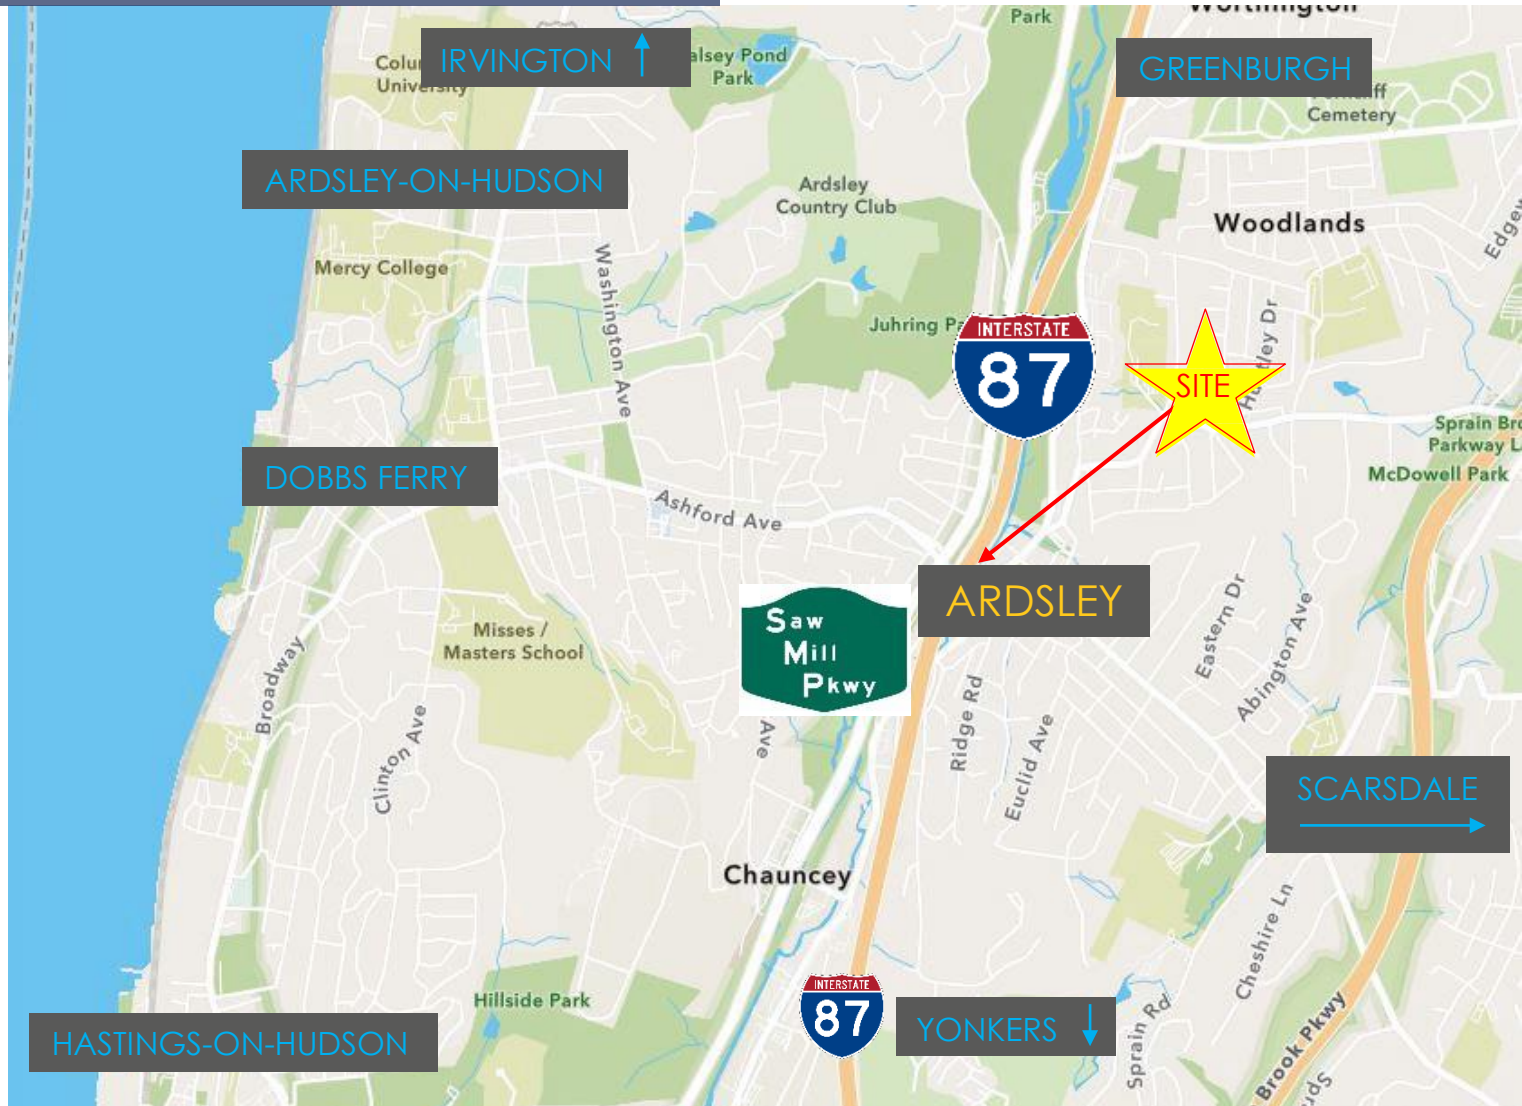 Park
Worthington
IRVINGTON
alsey Pond
Park
GREENBURGH
Cemetery
ARDSLEY-ON-HUDSON
Ardsley
Country Club
Woodlands
Mercy College
Washington Ave
Juhring
INTERSTATE
87
SITE
DOBBS FERRY
Ashford Ave
McDowell Park
Parkway
ARDSLEY
Saw
Mill
Pkwy
Misses /
Masters School
Broadway
Clinton Ave
Ave
Ridge Rd
Euclid Ave
Eastern Dr
Abington Ave
SCARSDALE
Chauncey
Cheshire Ln
Hillside Park
INTERSTATE
87
YONKERS
Sprain Rd
Brook Pkwy
HASTINGS-ON-HUDSON